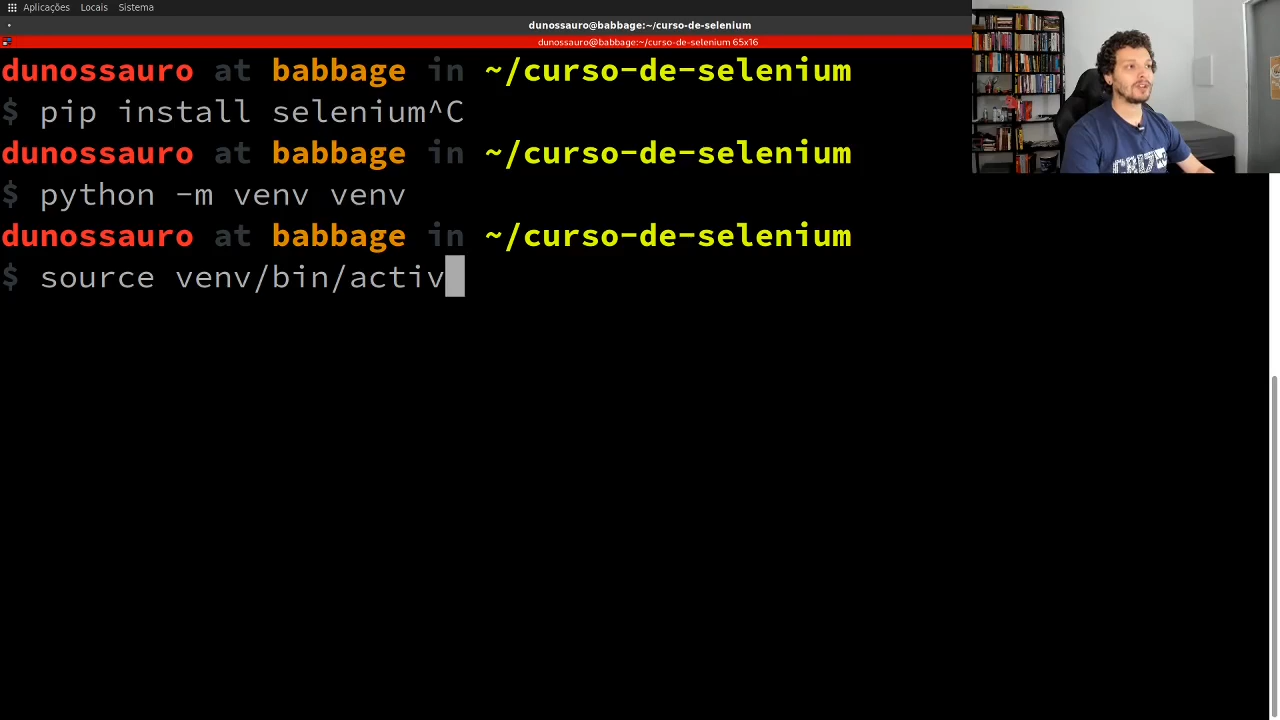 Aplicações Locais Sistema
dunossauro@babbage:~/curso-de-selenium
dunossauro@babbage:~/curso-de-selenium 65x16
dunossauro at babbage in ~/curso-de-selenium
$ pip install selenium^C
dunossauro at babbage in ~/curso-de-selenium
$ python -m venv venv
dunossauro at babbage in ~/curso-de-selenium
$ source venv/bin/activ